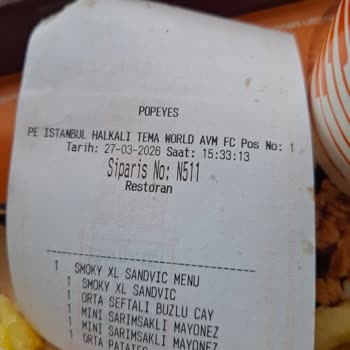 POPEYES
PE ISTANBUL HALKALI TEMA WORLD AVM FC Pos No: 1
Tarih: 27-03-2026 Saat: 15:33:13
Siparis No: N511
Restoran
1 SMOKY XL SANDVIC MENU
1 SMOKY XL SANDVIC
1 ORTA SEFTALI BUZLU CAY
1 MINI SARIMSAKLI MAYONEZ
1 MINI SARIMSAKLI MAYONEZ
1 ORTA